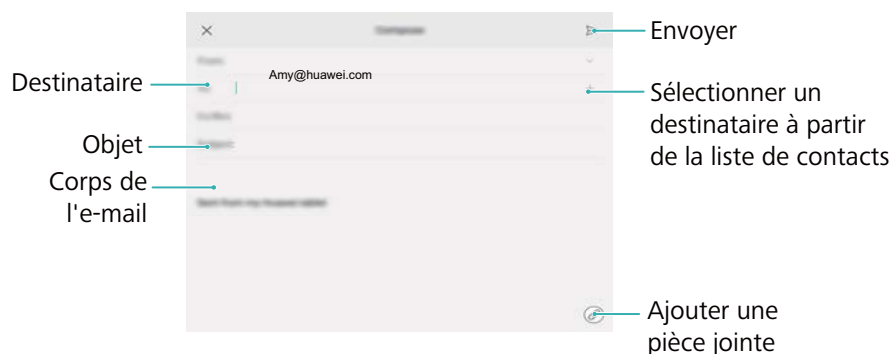 Envoyer
Amy@huawei.com
Destinataire
Sélectionner un
destinataire à partir
de la liste de contacts
Objet
Corps de
l'e-mail
Ajouter une
pièce jointe